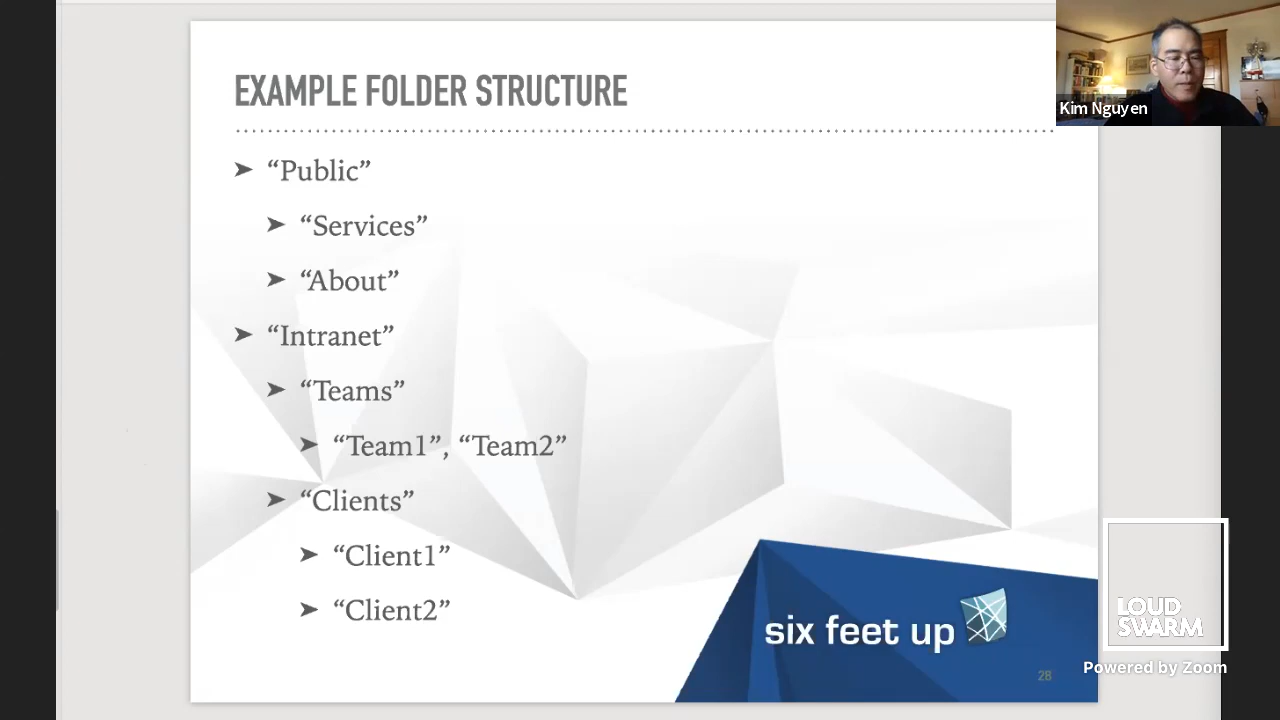 EXAMPLE FOLDER STRUCTURE
Kim Nguyen
➤ “Public”
➤ “Services”
➤ “About”
➤ “Intranet”
➤ “Teams”
➤ “Team1”, “Team2”
➤ “Clients”
➤ “Client1”
➤ “Client2”
six feet up
28
LOUD
SWARM
Powered by Zoom